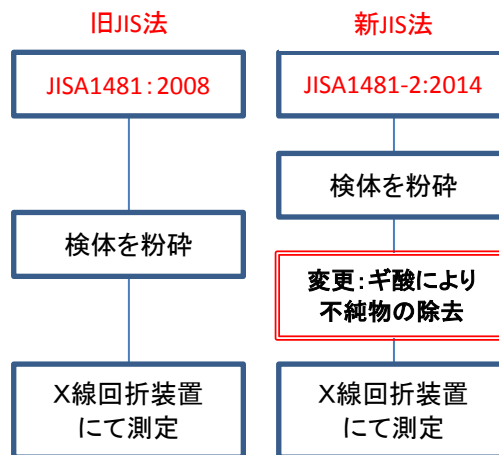 旧JIS法
JISA1481：2008
検体を粉砕
X線回折装置
にて測定
新JIS法
JISA1481-2:2014
検体を粉砕
変更：ギ酸により
不純物の除去
X線回折装置
にて測定